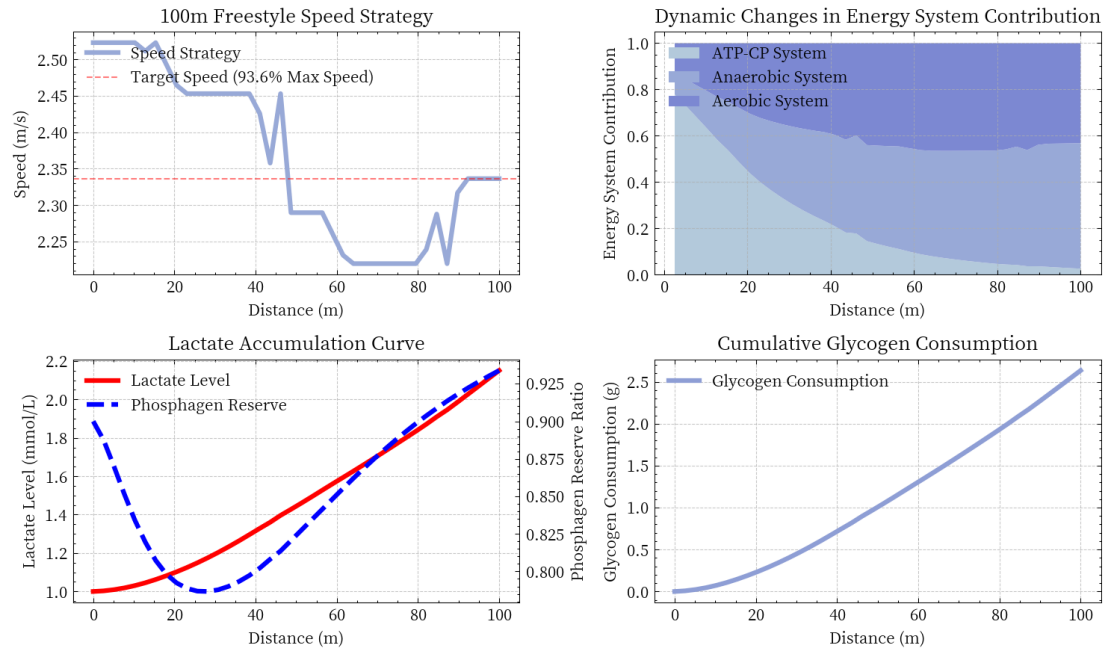 100m Freestyle Speed Strategy
Speed (m/s)
2.50
2.45
2.40
2.35
2.30
2.25
Speed Strategy
Target Speed (93.6% Max Speed)
0 20 40 60 80 100
Distance (m)
Dynamic Changes in Energy System Contribution
Energy System Contribution
1.0
0.8
0.6
0.4
0.2
0.0
ATP-CP System
Anaerobic System
Aerobic System
0 20 40 60 80 100
Distance (m)
Lactate Accumulation Curve
Lactate Level (mmol/L)
2.2
2.0
1.8
1.6
1.4
1.2
1.0
Lactate Level
Phosphagen Reserve
0.925
0.900
0.875
0.850
0.825
0.800
Phosphagen Reserve Ratio
0 20 40 60 80 100
Distance (m)
Cumulative Glycogen Consumption
Glycogen Consumption (g)
2.5
2.0
1.5
1.0
0.5
0.0
Glycogen Consumption
0 20 40 60 80 100
Distance (m)